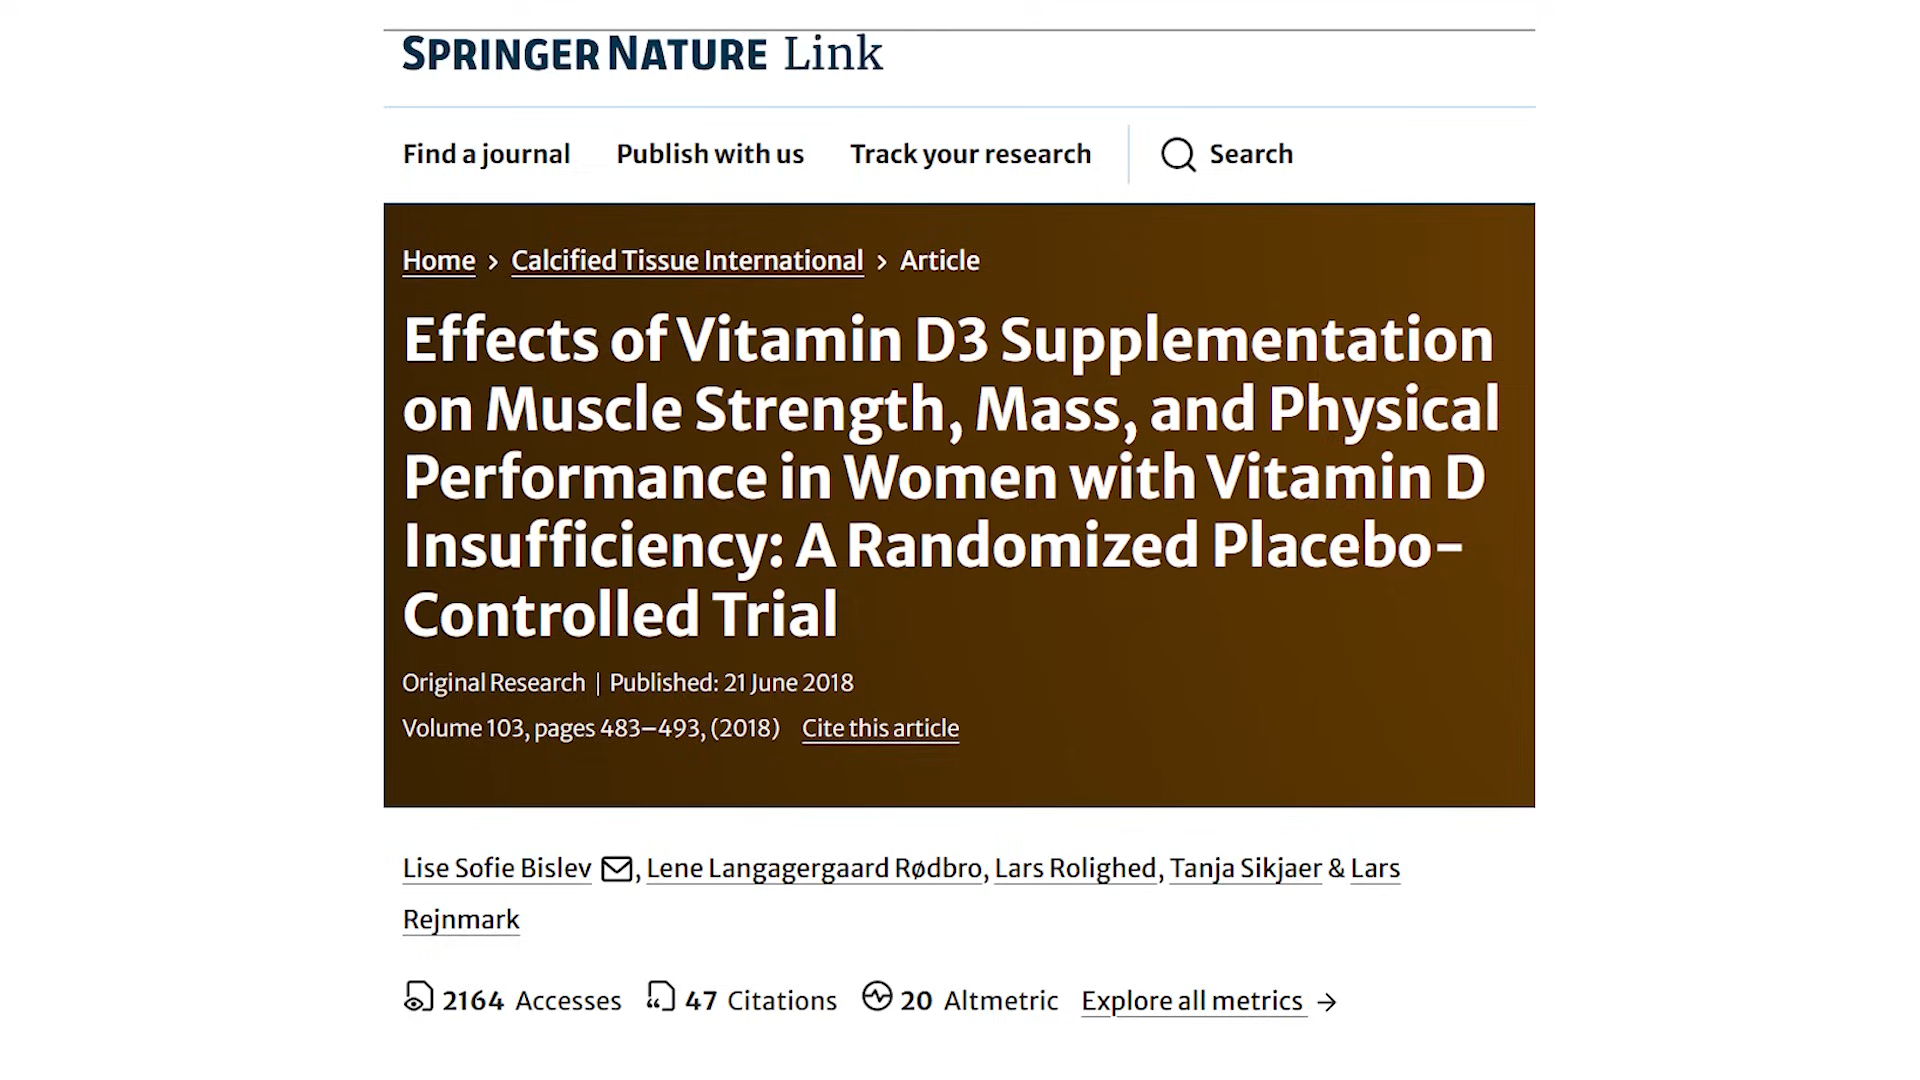 SPRINGER NATURE Link
Find a journal Publish with us Track your research Search
Home > Calcified Tissue International > Article
Effects of Vitamin D3 Supplementation
on Muscle Strength, Mass, and Physical
Performance in Women with Vitamin D
Insufficiency: A Randomized Placebo-
Controlled Trial
Original Research | Published: 21 June 2018
Volume 103, pages 483–493, (2018) Cite this article
Lise Sofie Bislev, Lene Langagergaard Rødbro, Lars Rolighed, Tanja Sikjaer & Lars
Rejnmark
2164 Accesses 47 Citations 20 Altmetric Explore all metrics →